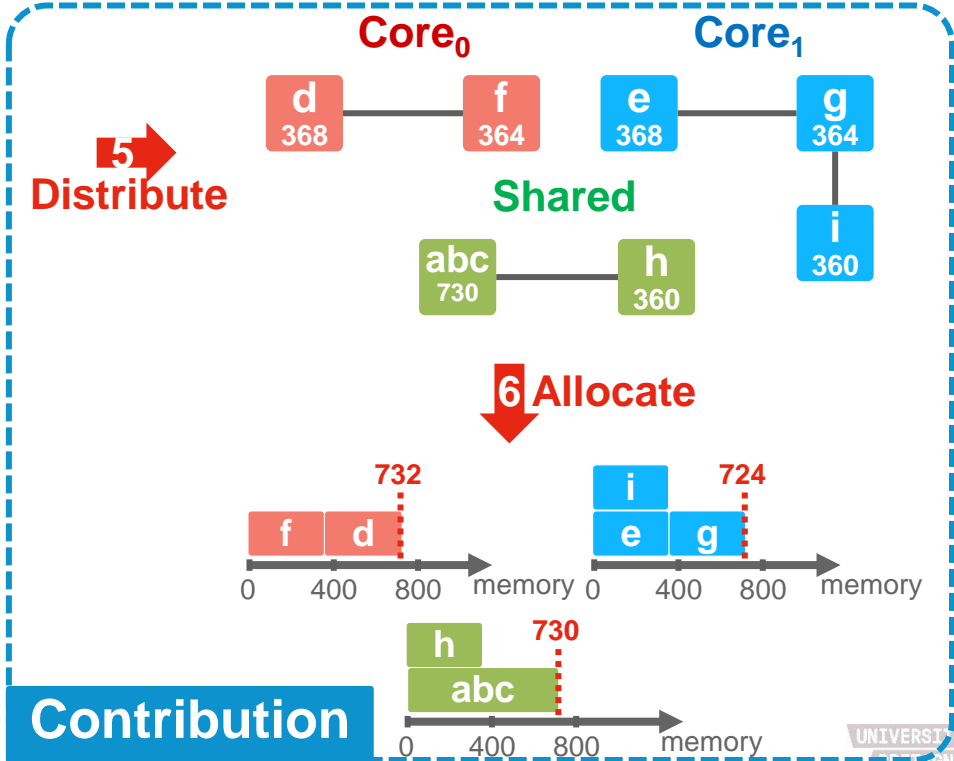 Core0
Core1
d
368
f
364
e
368
g
364
5
Distribute
Shared
i
360
abc
730
h
360
6 Allocate
732
724
i
f
d
e
g
0
400
800
memory
0
400
800
memory
730
h
abc
Contribution
0
400
800
memory